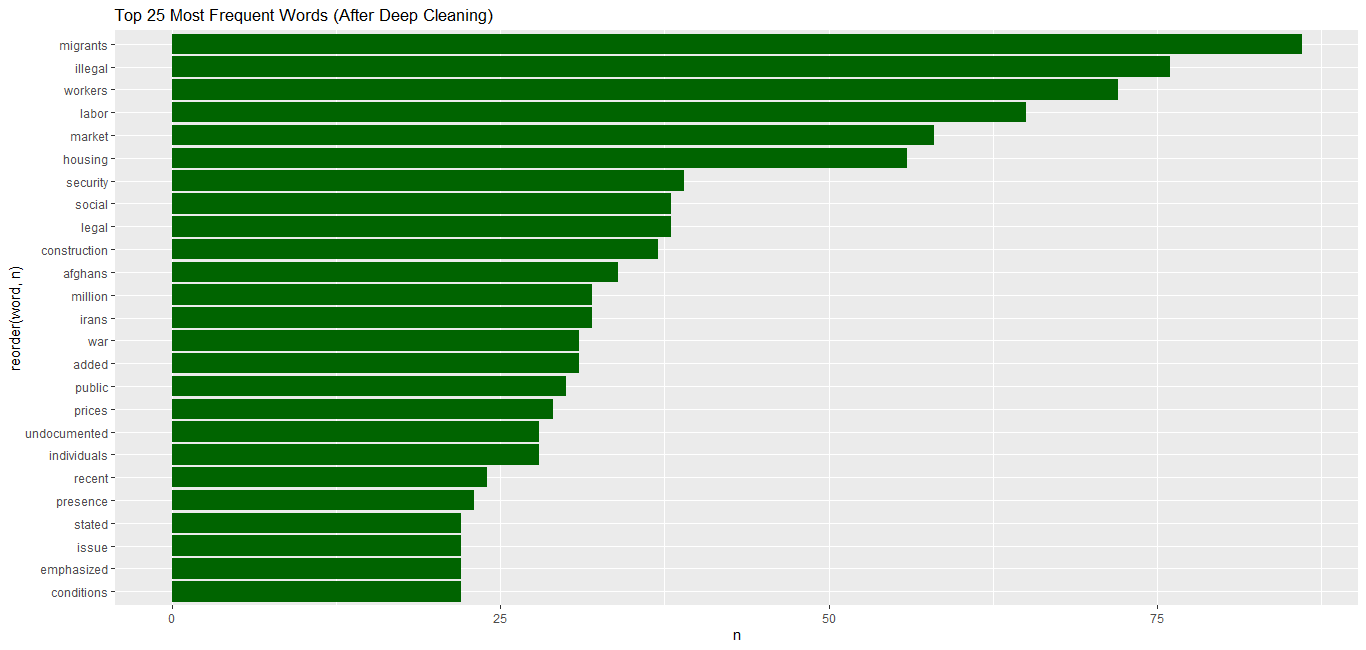 Top 25 Most Frequent Words (After Deep Cleaning)
reorder(word, n)
migrants
illegal
workers
labor
market
housing
security
social
legal
construction
afghans
million
irans
war
added
public
prices
undocumented
individuals
recent
presence
stated
issue
emphasized
conditions
0 25 50 75
n